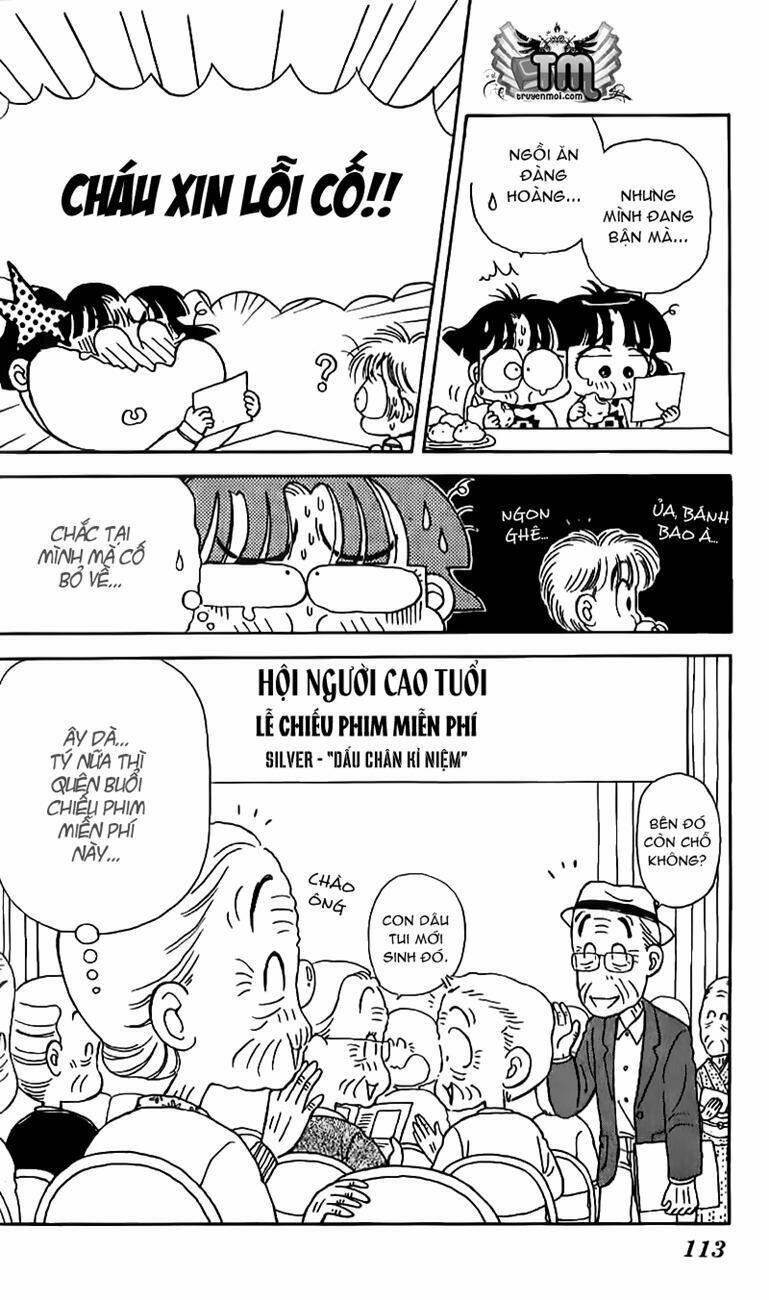 TM
truyenmoi.com
NGỒI ĂN
ĐÀNG
HOÀNG...
NHƯNG
MÌNH ĐANG
BẬN MÀ...
CHÁU XIN LỖI CỐ!!
?
ỦA, BÁNH
BAO À...
NGON
GHÊ...
CHẮC TẠI
MÌNH MÀ CỐ
BỎ VỀ...
HỘI NGƯỜI CAO TUỔI
LỄ CHIẾU PHIM MIỄN PHÍ
SILVER - "DẤU CHÂN KỈ NIỆM"
BÊN ĐÓ
CÒN CHỖ
KHÔNG?
CHÀO
ÔNG
CON DÂU
TUI MỚI
SINH ĐÓ.
ÂY DÀ...
TÝ NỮA THÌ
QUÊN BUỔI
CHIẾU PHIM
MIỄN PHÍ
NÀY...
113